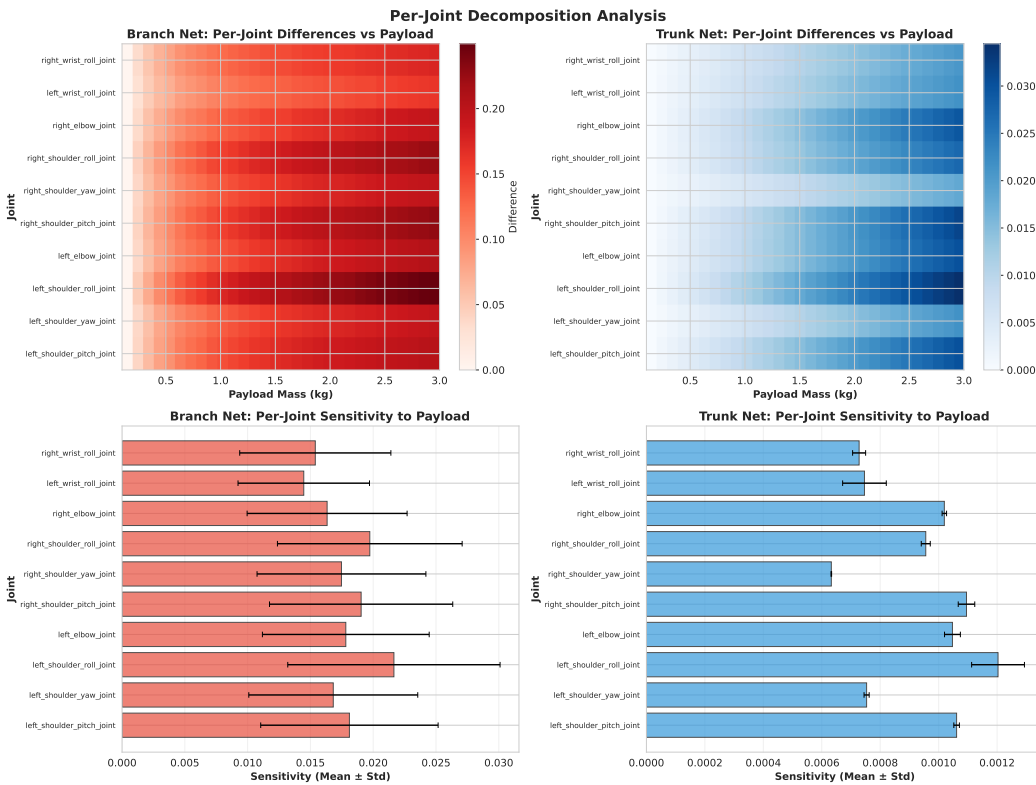 Per-Joint Decomposition Analysis
Branch Net: Per-Joint Differences vs Payload
Joint
right_wrist_roll_joint
left_wrist_roll_joint
right_elbow_joint
right_shoulder_roll_joint
right_shoulder_yaw_joint
right_shoulder_pitch_joint
left_elbow_joint
left_shoulder_roll_joint
left_shoulder_yaw_joint
left_shoulder_pitch_joint
0.5 1.0 1.5 2.0 2.5 3.0
Payload Mass (kg)
0.20
0.15
0.10
0.05
0.00
Difference
Trunk Net: Per-Joint Differences vs Payload
Joint
right_wrist_roll_joint
left_wrist_roll_joint
right_elbow_joint
right_shoulder_roll_joint
right_shoulder_yaw_joint
right_shoulder_pitch_joint
left_elbow_joint
left_shoulder_roll_joint
left_shoulder_yaw_joint
left_shoulder_pitch_joint
0.5 1.0 1.5 2.0 2.5 3.0
Payload Mass (kg)
0.030
0.025
0.020
0.015
0.010
0.005
0.000
Branch Net: Per-Joint Sensitivity to Payload
Joint
right_wrist_roll_joint
left_wrist_roll_joint
right_elbow_joint
right_shoulder_roll_joint
right_shoulder_yaw_joint
right_shoulder_pitch_joint
left_elbow_joint
left_shoulder_roll_joint
left_shoulder_yaw_joint
left_shoulder_pitch_joint
0.000 0.005 0.010 0.015 0.020 0.025 0.030
Sensitivity (Mean ± Std)
Trunk Net: Per-Joint Sensitivity to Payload
Joint
right_wrist_roll_joint
left_wrist_roll_joint
right_elbow_joint
right_shoulder_roll_joint
right_shoulder_yaw_joint
right_shoulder_pitch_joint
left_elbow_joint
left_shoulder_roll_joint
left_shoulder_yaw_joint
left_shoulder_pitch_joint
0.0000 0.0002 0.0004 0.0006 0.0008 0.0010 0.0012
Sensitivity (Mean ± Std)